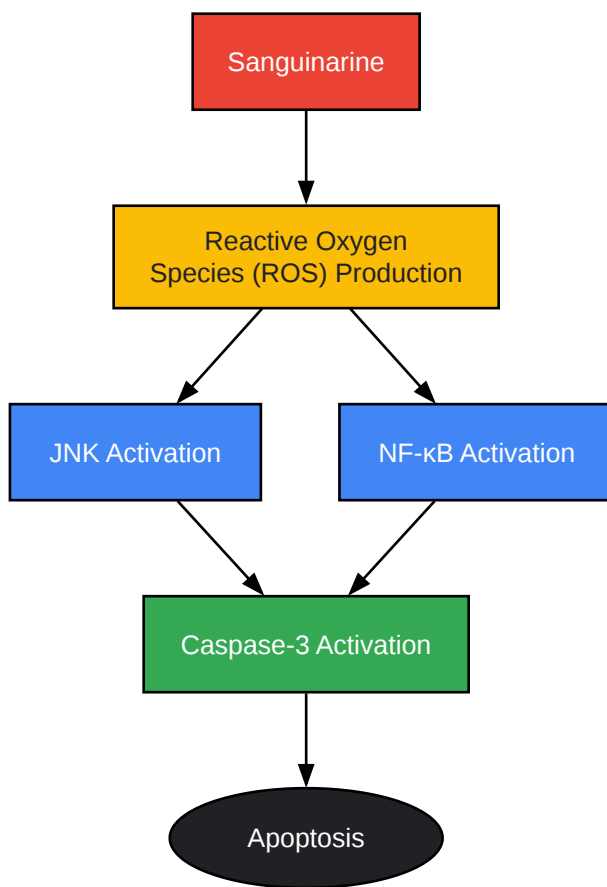 Sanguinarine
Reactive Oxygen
Species (ROS) Production
JNK Activation
NF-κB Activation
Caspase-3 Activation
Apoptosis